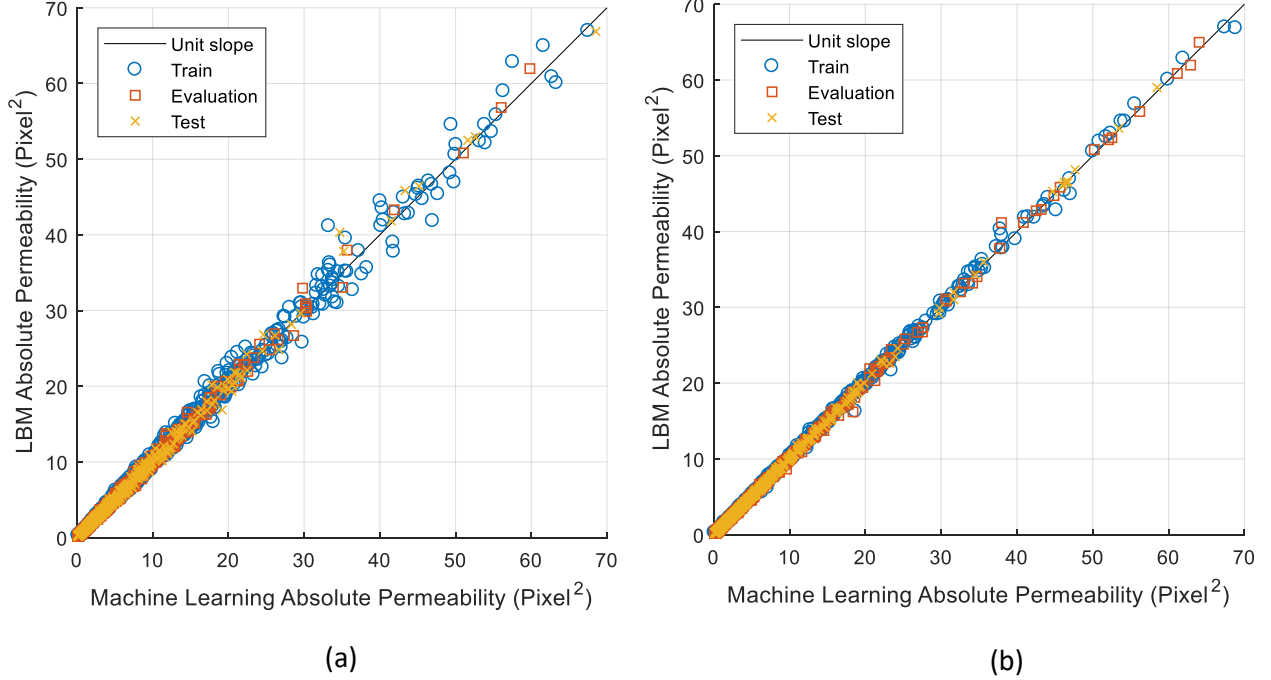 70
60
50
40
30
20
10
0
LBM Absolute Permeability (Pixel²)
Unit slope
Train
Evaluation
Test
0 10 20 30 40 50 60 70
Machine Learning Absolute Permeability (Pixel²)
(a)
70
60
50
40
30
20
10
0
LBM Absolute Permeability (Pixel²)
Unit slope
Train
Evaluation
Test
0 10 20 30 40 50 60 70
Machine Learning Absolute Permeability (Pixel²)
(b)